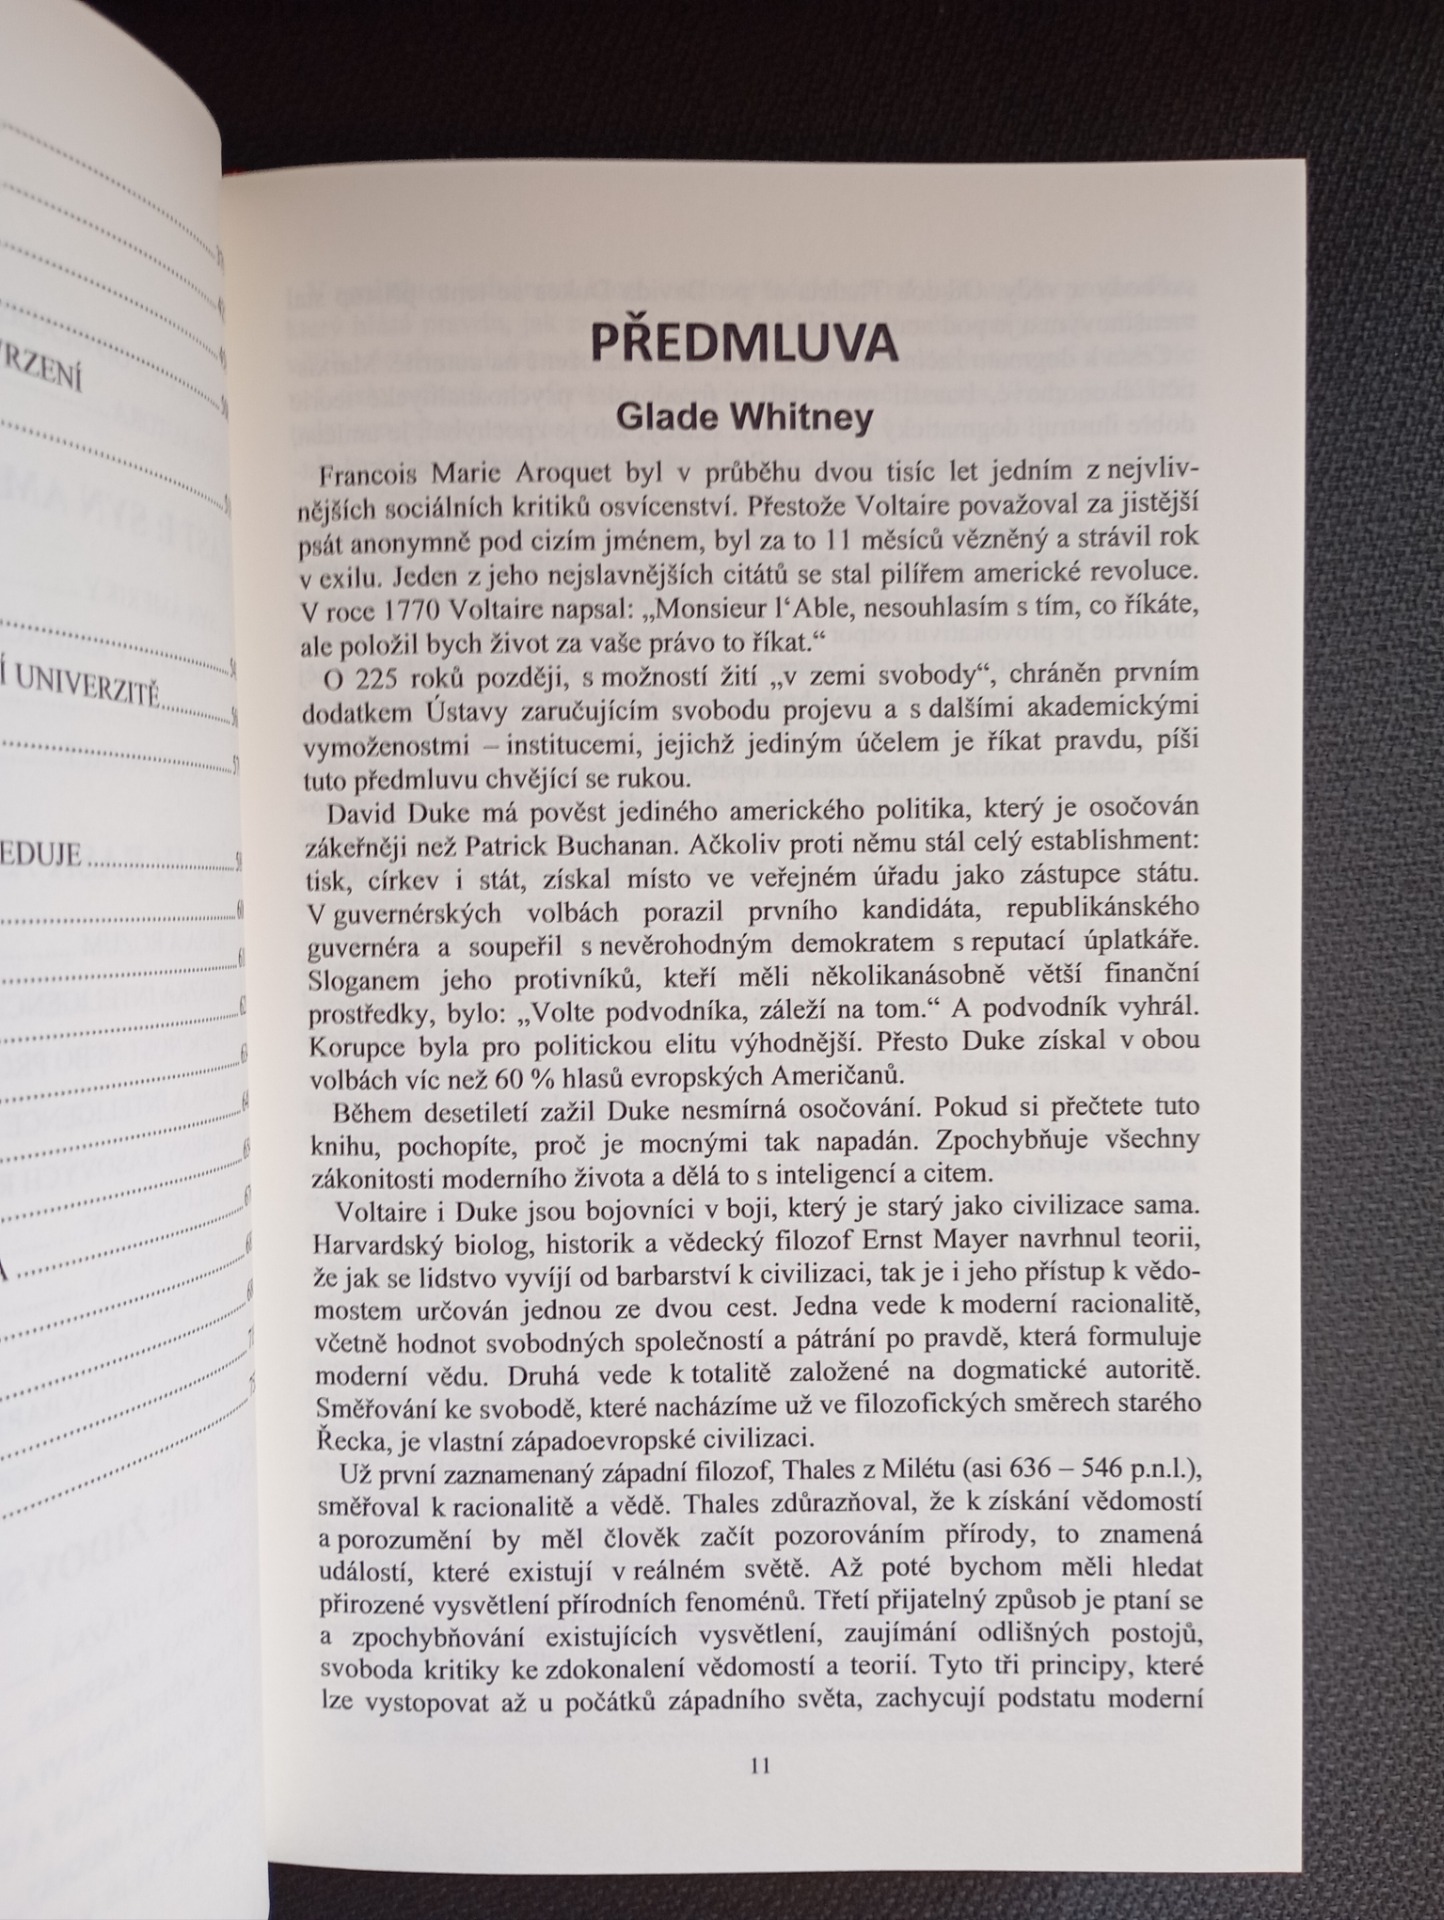 VRZENÍ
Í UNIVERZITĚ
EDUJE
PŘEDMLUVA
Glade Whitney
Francois Marie Aroquet byl v průběhu dvou tisíc let jedním z nejvliv-
nějších sociálních kritiků osvícenství. Přestože Voltaire považoval za jistější
psát anonymně pod cizím jménem, byl za to 11 měsíců vězněný a strávil rok
v exilu. Jeden z jeho nejslavnějších citátů se stal pilířem americké revoluce.
V roce 1770 Voltaire napsal: „Monsieur l‘Able, nesouhlasím s tím, co říkáte,
ale položil bych život za vaše právo to říkat.“
O 225 roků později, s možností žití „v zemi svobody“, chráněn prvním
dodatkem Ústavy zaručujícím svobodu projevu a s dalšími akademickými
vymoženostmi – institucemi, jejichž jediným účelem je říkat pravdu, píši
tuto předmluvu chvějící se rukou.
David Duke má pověst jediného amerického politika, který je osočován
zákeřněji než Patrick Buchanan. Ačkoliv proti němu stál celý establishment:
tisk, církev i stát, získal místo ve veřejném úřadu jako zástupce státu.
V guvernérských volbách porazil prvního kandidáta, republikánského
guvernéra a soupeřil s nevěrohodným demokratem s reputací úplatkáře.
Sloganem jeho protivníků, kteří měli několikanásobně větší finanční
prostředky, bylo: „Volte podvodníka, záleží na tom.“ A podvodník vyhrál.
Korupce byla pro politickou elitu výhodnější. Přesto Duke získal v obou
volbách víc než 60 % hlasů evropských Američanů.
Během desetiletí zažil Duke nesmírná osočování. Pokud si přečtete tuto
knihu, pochopíte, proč je mocnými tak napadán. Zpochybňuje všechny
zákonitosti moderního života a dělá to s inteligencí a citem.
Voltaire i Duke jsou bojovníci v boji, který je starý jako civilizace sama.
Harvardský biolog, historik a vědecký filozof Ernst Mayer navrhnul teorii,
že jak se lidstvo vyvíjí od barbarství k civilizaci, tak je i jeho přístup k vědo-
mostem určován jednou ze dvou cest. Jedna vede k moderní racionalitě,
včetně hodnot svobodných společností a pátrání po pravdě, která formuluje
moderní vědu. Druhá vede k totalitě založené na dogmatické autoritě.
Směřování ke svobodě, které nacházíme už ve filozofických směrech starého
Řecka, je vlastní západoevropské civilizaci.
Už první zaznamenaný západní filozof, Thales z Milétu (asi 636 – 546 p.n.l.),
směřoval k racionalitě a vědě. Thales zdůrazňoval, že k získání vědomostí
a porozumění by měl člověk začít pozorováním přírody, to znamená
událostí, které existují v reálném světě. Až poté bychom měli hledat
přirozené vysvětlení přírodních fenoménů. Třetí přijatelný způsob je ptaní se
a zpochybňování existujících vysvětlení, zaujímání odlišných postojů,
svoboda kritiky ke zdokonalení vědomostí a teorií. Tyto tři principy, které
lze vystopovat až u počátků západního světa, zachycují podstatu moderní
11